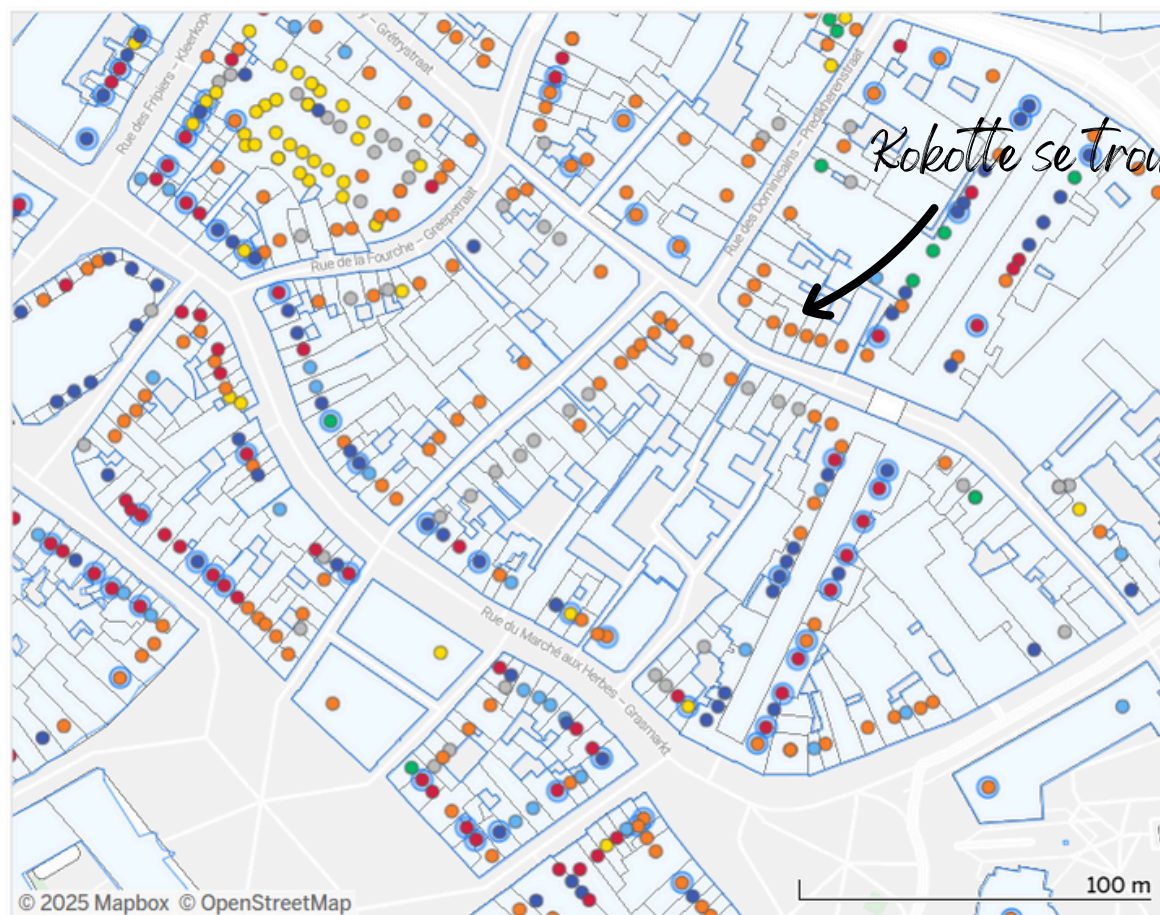 Rue des Fripiers – Kleerkop
y – Grétrystraat
Rue des Dominicains – Predikherenstraat
Kokotte se trou
Rue de la Fourche – Greepstraat
Rue du Marché aux Herbes – Grasmarkt
100 m
© 2025 Mapbox © OpenStreetMap